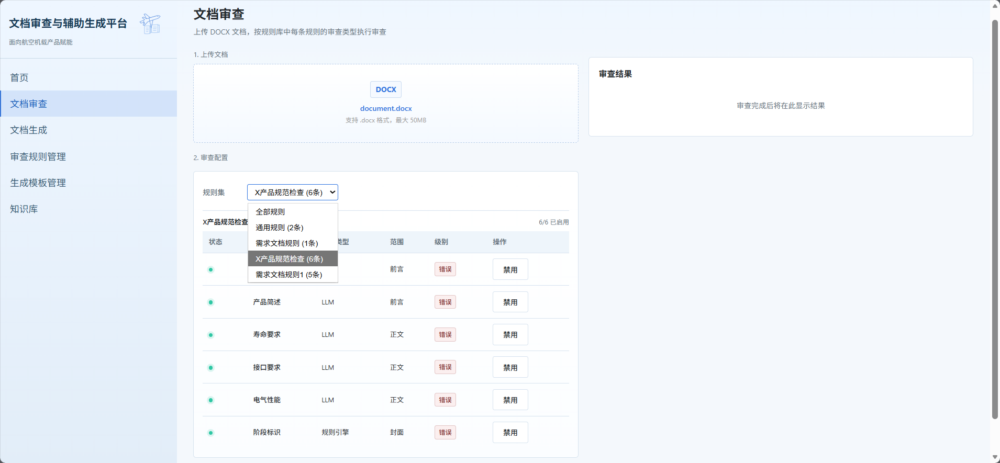 文档审查与辅助生成平台
面向航空机载产品赋能
首页
文档审查
文档生成
审查规则管理
生成模板管理
知识库
文档审查
上传 DOCX 文档，按规则库中每条规则的审查类型执行审查
1. 上传文档
DOCX
document.docx
支持 .docx 格式，最大 50MB
审查结果
审查完成后将在此显示结果
2. 审查配置
规则集
X产品规范检查 (6条)
全部规则
通用规则 (2条)
需求文档规则 (1条)
X产品规范检查 (6条)
需求文档规则1 (5条)
X产品规范检查
6/6 已启用
状态 类型 范围 级别 操作
前言 错误 禁用
产品简述 LLM 前言 错误 禁用
寿命要求 LLM 正文 错误 禁用
接口要求 LLM 正文 错误 禁用
电气性能 LLM 正文 错误 禁用
阶段标识 规则引擎 封面 错误 禁用